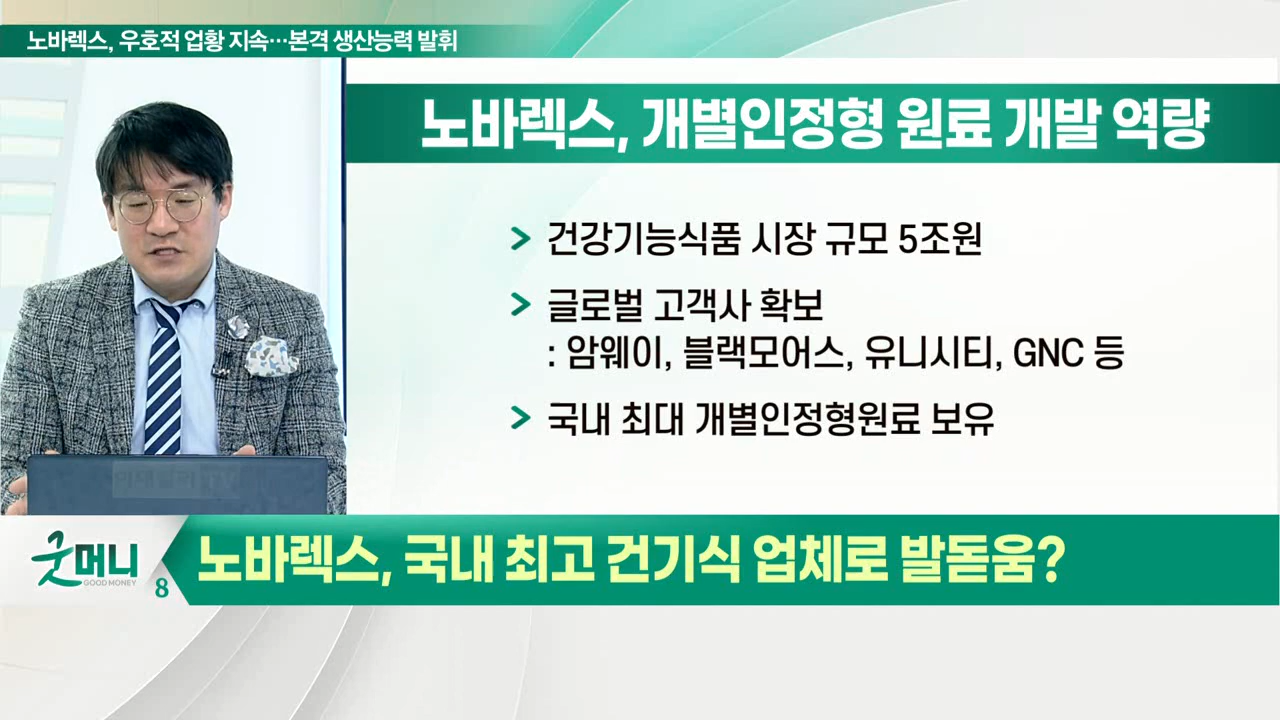 노바렉스, 우호적 업황 지속…본격 생산능력 발휘
노바렉스, 개별인정형 원료 개발 역량
> 건강기능식품 시장 규모 5조원
> 글로벌 고객사 확보
: 암웨이, 블랙모어스, 유니시티, GNC 등
> 국내 최대 개별인정형원료 보유
굿머니
GOOD MONEY
8
노바렉스, 국내 최고 건기식 업체로 발돋움?